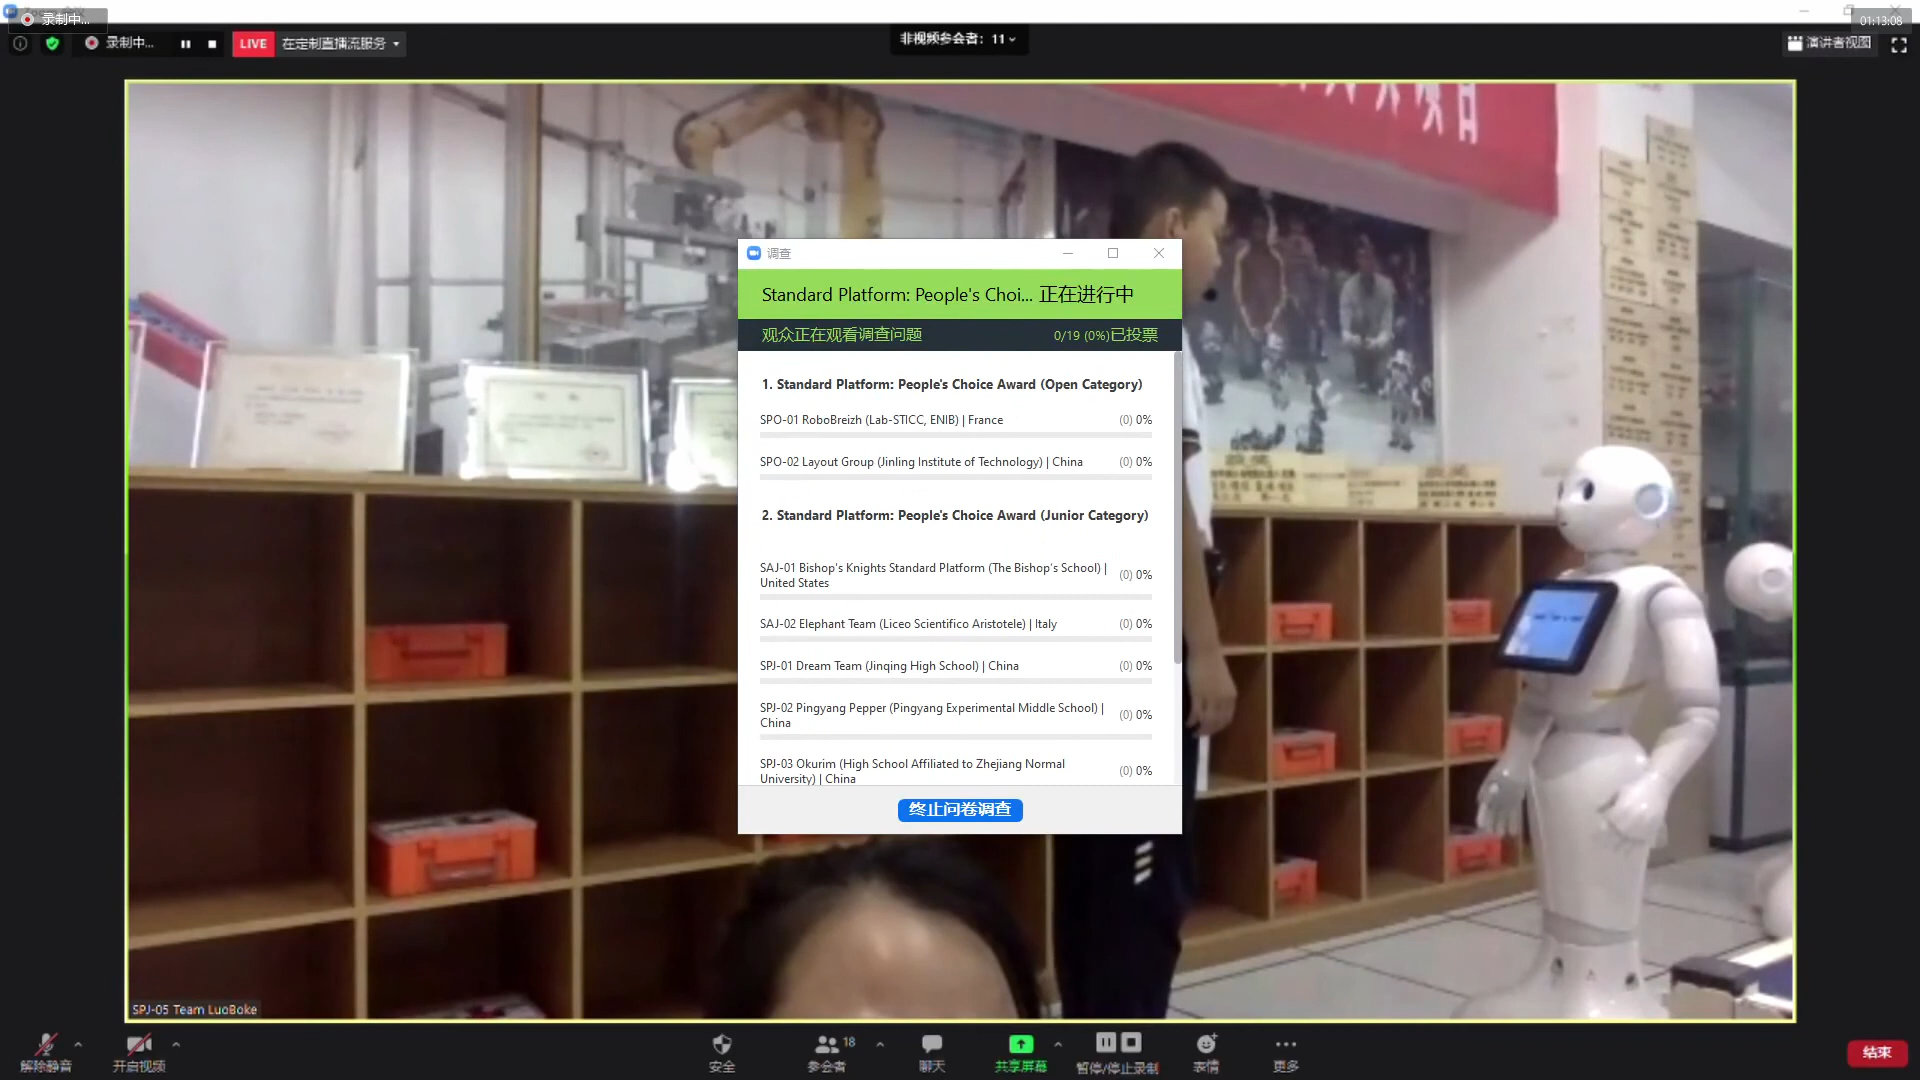 录制中...
01:13:08
录制中...
LIVE
在定制直播流服务
非视频参会者: 11
演讲者视图
项目
调查
Standard Platform: People's Choi... 正在进行中
观众正在观看调查问题
0/19 (0%)已投票
1. Standard Platform: People's Choice Award (Open Category)
SPO-01 RoboBreizh (Lab-STICC, ENIB) | France
(0) 0%
SPO-02 Layout Group (Jinling Institute of Technology) | China
(0) 0%
2. Standard Platform: People's Choice Award (Junior Category)
SAJ-01 Bishop's Knights Standard Platform (The Bishop's School) |
United States
(0) 0%
SAJ-02 Elephant Team (Liceo Scientifico Aristotele) | Italy
(0) 0%
SPJ-01 Dream Team (Jinqing High School) | China
(0) 0%
SPJ-02 Pingyang Pepper (Pingyang Experimental Middle School) |
China
(0) 0%
SPJ-03 Okurim (High School Affiliated to Zhejiang Normal
University) | China
(0) 0%
终止问卷调查
SPJ-05 Team LuoBoke
解除静音
开启视频
安全
参会者
18
聊天
共享屏幕
暂停/停止录制
表情
更多
结束